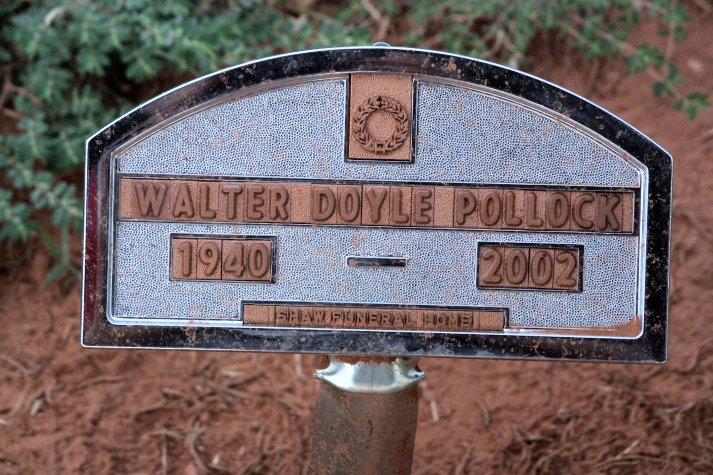 WALTER DOYLE POLLOCK
1940 – 2002
SHAW FUNERAL HOME